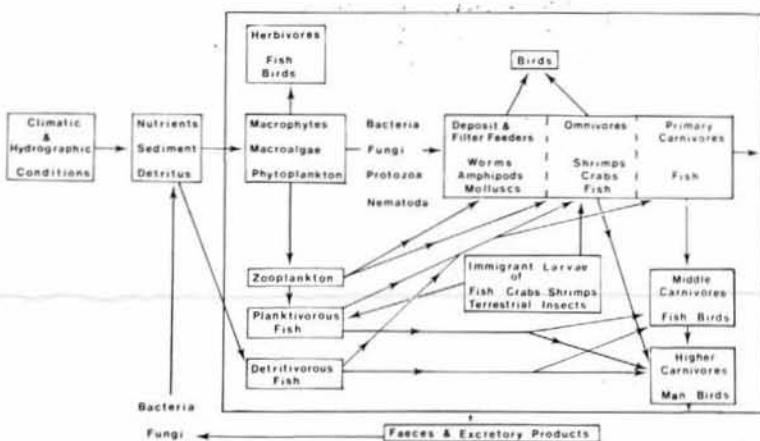 Herbivores
Fish
Birds
Birds
Climatic
&
Hydrographic
Conditions
Nutrients
Sediment
Detritus
Macrophytes
Macroalgae
Phytoplankton
Bacteria
Fungi
Protozoa
Nematoda
Deposit &
Filter Feeders
Worms
Amphipods
Molluscs
Omnivores
Shrimps
Crabs
Fish
Primary
Carnivores
Fish
Zooplankton
Planktivorous
Fish
Detritivorous
Fish
Immigrant Larvae
of
Fish Crabs Shrimps
Terrestrial Insects
Middle
Carnivores
Fish Birds
Higher
Carnivores
Man Birds
Bacteria
Fungi
Faeces & Excretory Products